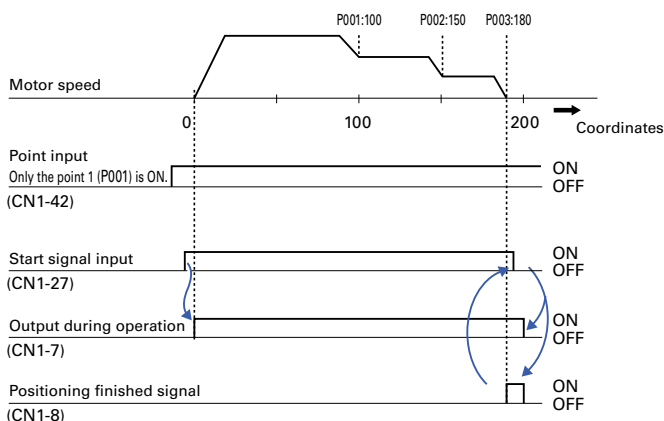 P001:100 P002:150 P003:180
Motor speed
0 100 200
Coordinates
Point input
Only the point 1 (P001) is ON.
(CN1-42)
ON
OFF
Start signal input
(CN1-27)
ON
OFF
Output during operation
(CN1-7)
ON
OFF
Positioning finished signal
(CN1-8)
ON
OFF